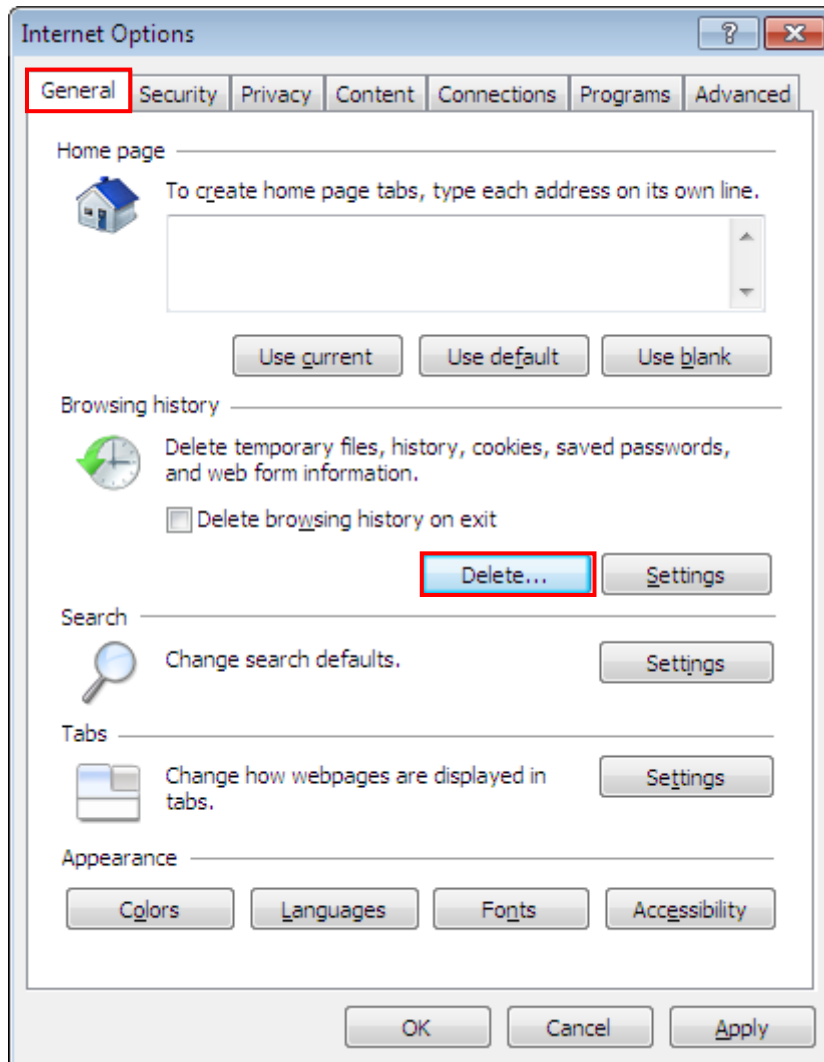 Internet Options
General Security Privacy Content Connections Programs Advanced
Home page
To create home page tabs, type each address on its own line.
Use current Use default Use blank
Browsing history
Delete temporary files, history, cookies, saved passwords,
and web form information.
Delete browsing history on exit
Delete... Settings
Search
Change search defaults.
Settings
Tabs
Change how webpages are displayed in
tabs.
Settings
Appearance
Colors Languages Fonts Accessibility
OK Cancel Apply